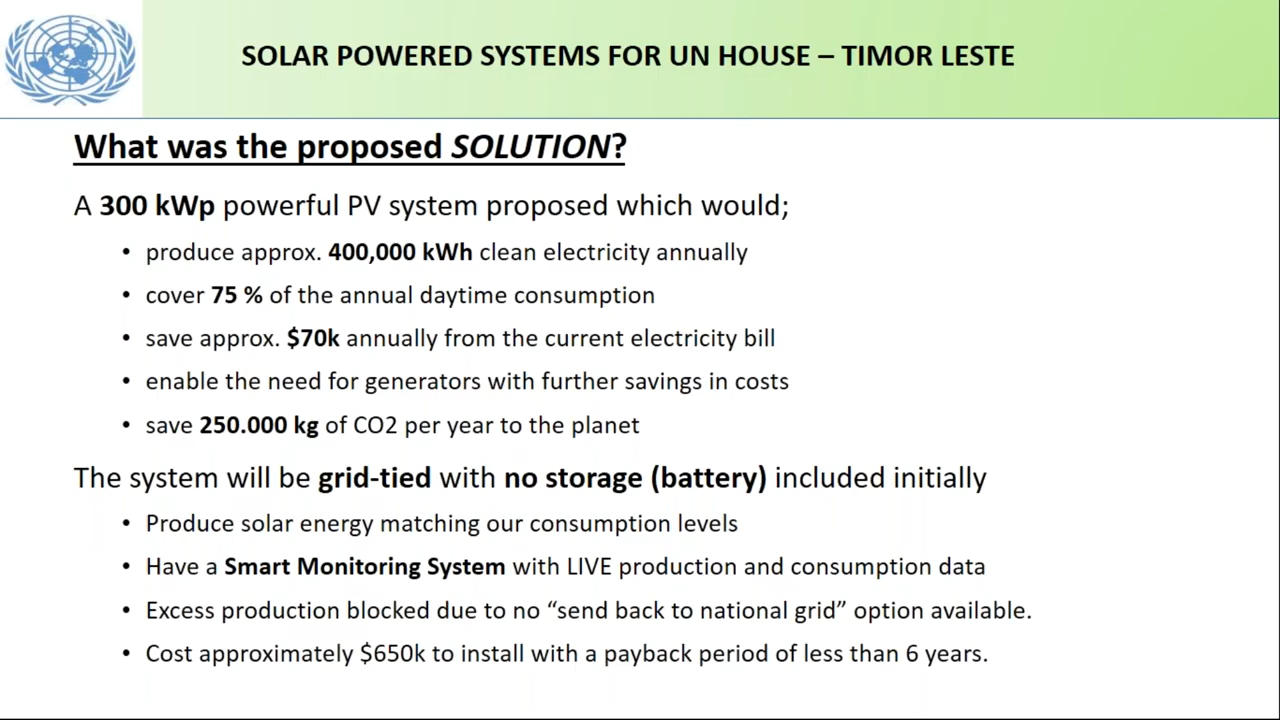 SOLAR POWERED SYSTEMS FOR UN HOUSE – TIMOR LESTE
What was the proposed SOLUTION?
A 300 kWp powerful PV system proposed which would;
• produce approx. 400,000 kWh clean electricity annually
• cover 75 % of the annual daytime consumption
• save approx. $70k annually from the current electricity bill
• enable the need for generators with further savings in costs
• save 250.000 kg of CO2 per year to the planet
The system will be grid-tied with no storage (battery) included initially
• Produce solar energy matching our consumption levels
• Have a Smart Monitoring System with LIVE production and consumption data
• Excess production blocked due to no “send back to national grid” option available.
• Cost approximately $650k to install with a payback period of less than 6 years.